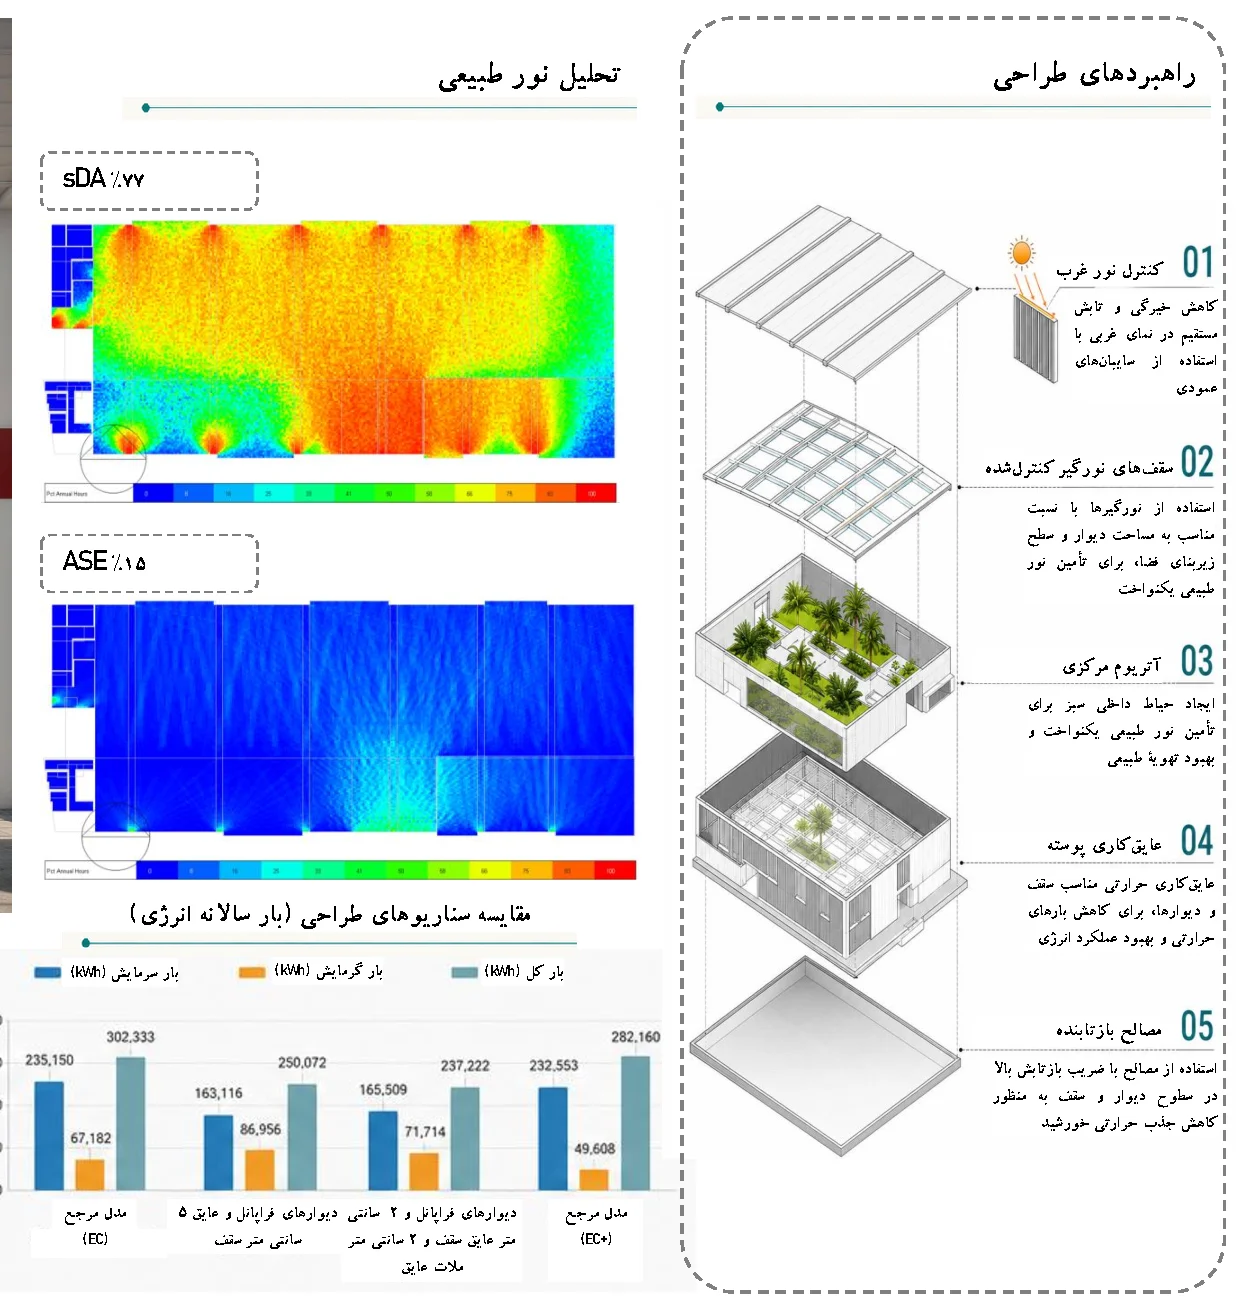 راهبردهای طراحی
01
کنترل نور غرب
کاهش خیرگی و تابش
مستقیم در نمای غربی با
استفاده از سایبان‌های
عمودی
02
سقف‌های نورگیر کنترل‌شده
استفاده از نورگیرها با نسبت
مناسب به مساحت دیوار و سطح
زیربنای فضا، برای تأمین نور
طبیعی یکنواخت
03
آتریوم مرکزی
ایجاد حیاط داخلی سبز برای
تأمین نور طبیعی یکنواخت و
بهبود تهویهٔ طبیعی
04
عایق‌کاری پوسته
عایق‌کاری حرارتی مناسب سقف
و دیوارها، برای کاهش بارهای
حرارتی و بهبود عملکرد انرژی
05
مصالح بازتابنده
استفاده از مصالح با ضریب بازتابش بالا
در سطوح دیوار و سقف به منظور
کاهش جذب حرارتی خورشید
تحلیل نور طبیعی
sDA ٪۷۷
Pct Annual Hours
ASE ٪۱۵
Pct Annual Hours
مقایسه سناریوهای طراحی (بار سالانه انرژی)
بار سرمایش (kWh)
بار گرمایش (kWh)
بار کل (kWh)
235,150
67,182
302,333
163,116
86,956
250,072
165,509
71,714
237,222
232,553
49,608
282,160
مدل مرجع
(EC)
دیوارهای فراپانل و عایق ۵
سانتی متر سقف
دیوارهای فراپانل و ۲ سانتی
متر عایق سقف و ۲ سانتی متر
ملات عایق
مدل مرجع
(EC+)